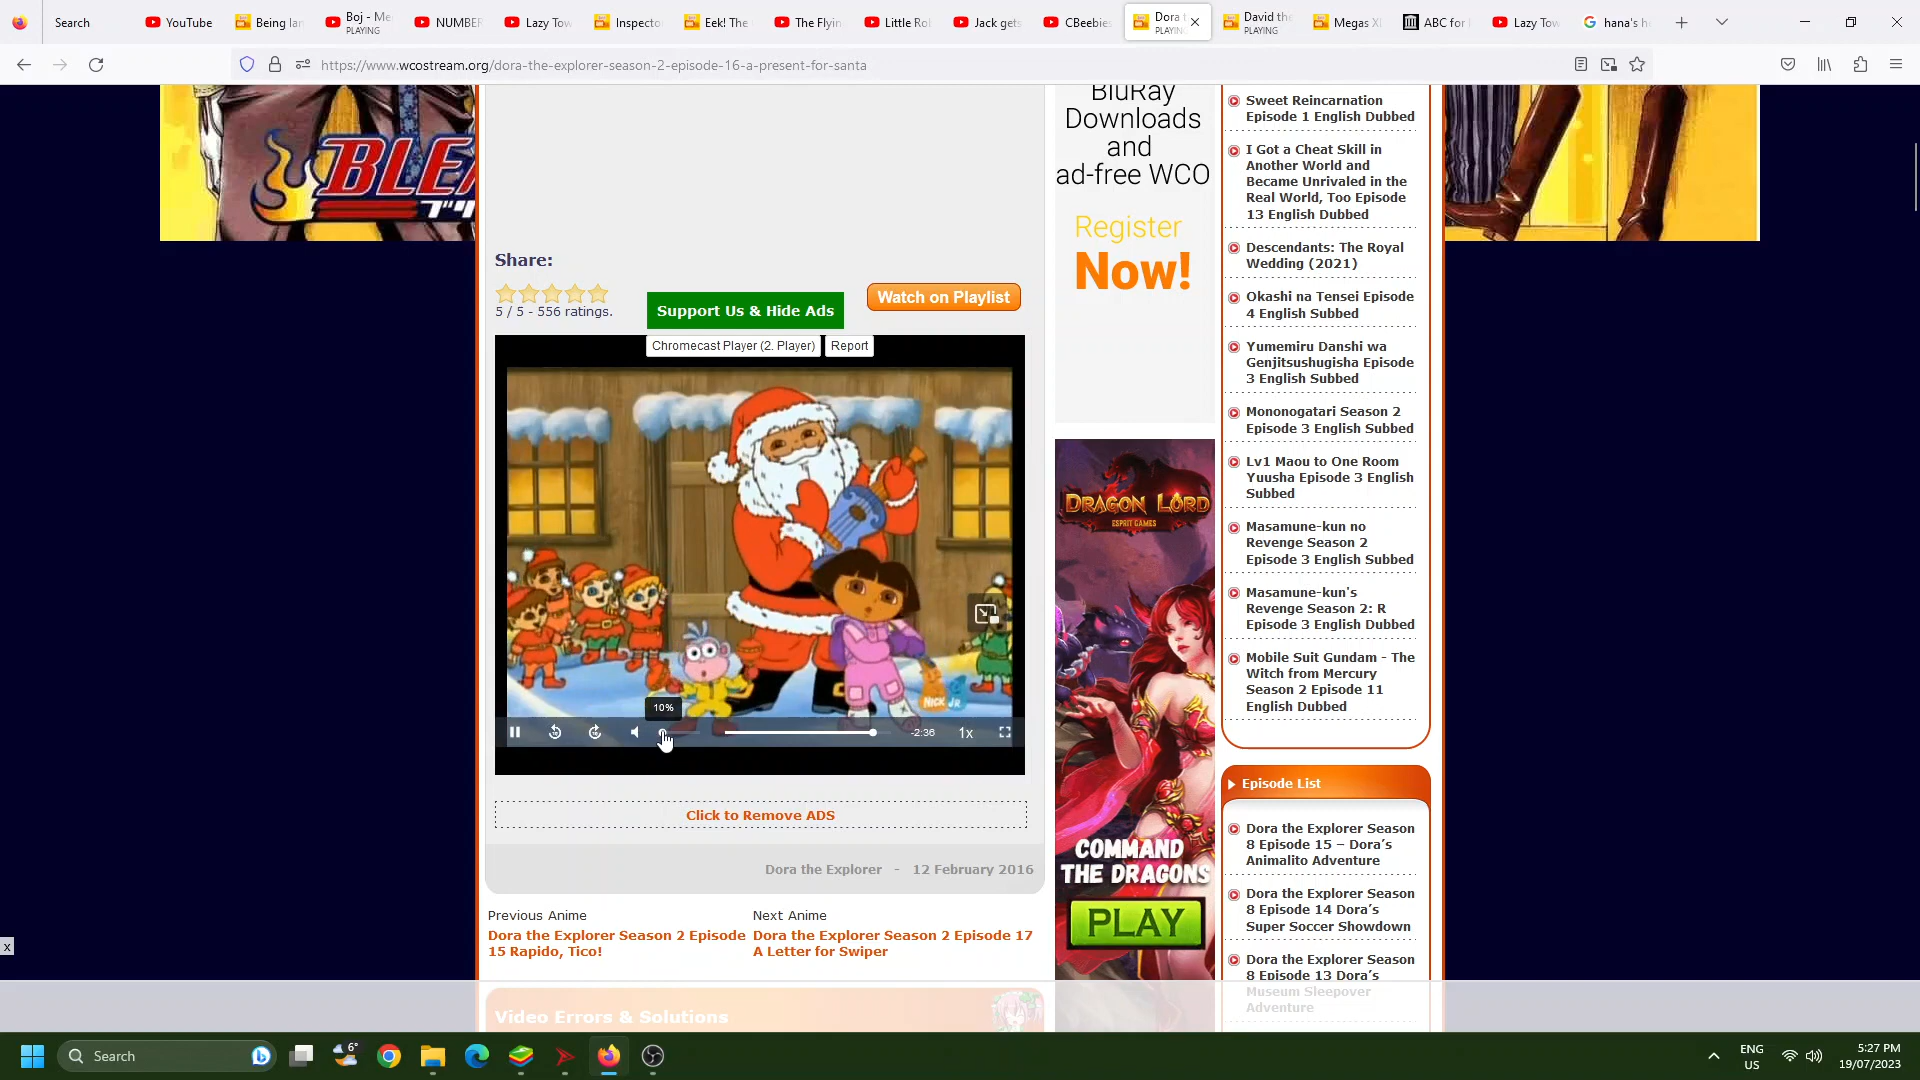 Search
YouTube
Being Ian
Boj - Me
PLAYING
NUMBER
Lazy Tow
Inspecto
Eek! The
The Flyin
Little Ro
Jack gets
CBeebies
Dora t
PLAYING
David the
PLAYING
Megas X
ABC for
Lazy Tow
hana's h
https://www.wcostream.org/dora-the-explorer-season-2-episode-16-a-present-for-santa
BLEA
Share:
5 / 5 - 556 ratings.
Support Us & Hide Ads
Watch on Playlist
Chromecast Player (2. Player)
Report
NICK JR
10%
-2:36
1x
Click to Remove ADS
Dora the Explorer - 12 February 2016
Previous Anime
Dora the Explorer Season 2 Episode
15 Rapido, Tico!
Next Anime
Dora the Explorer Season 2 Episode 17
A Letter for Swiper
Video Errors & Solutions
BluRay
Downloads
and
ad-free WCO
Register
Now!
DRAGON LORD
ESPRIT GAMES
COMMAND
THE DRAGONS
PLAY
Sweet Reincarnation
Episode 1 English Dubbed
I Got a Cheat Skill in
Another World and
Became Unrivaled in the
Real World, Too Episode
13 English Dubbed
Descendants: The Royal
Wedding (2021)
Okashi na Tensei Episode
4 English Subbed
Yumemiru Danshi wa
Genjitsushugisha Episode
3 English Subbed
Mononogatari Season 2
Episode 3 English Subbed
Lv1 Maou to One Room
Yuusha Episode 3 English
Subbed
Masamune-kun no
Revenge Season 2
Episode 3 English Subbed
Masamune-kun's
Revenge Season 2: R
Episode 3 English Dubbed
Mobile Suit Gundam - The
Witch from Mercury
Season 2 Episode 11
English Dubbed
Episode List
Dora the Explorer Season
8 Episode 15 – Dora’s
Animalito Adventure
Dora the Explorer Season
8 Episode 14 Dora’s
Super Soccer Showdown
Dora the Explorer Season
8 Episode 13 Dora’s
Museum Sleepover
Adventure
x
Search
6°
ENG
US
5:27 PM
19/07/2023